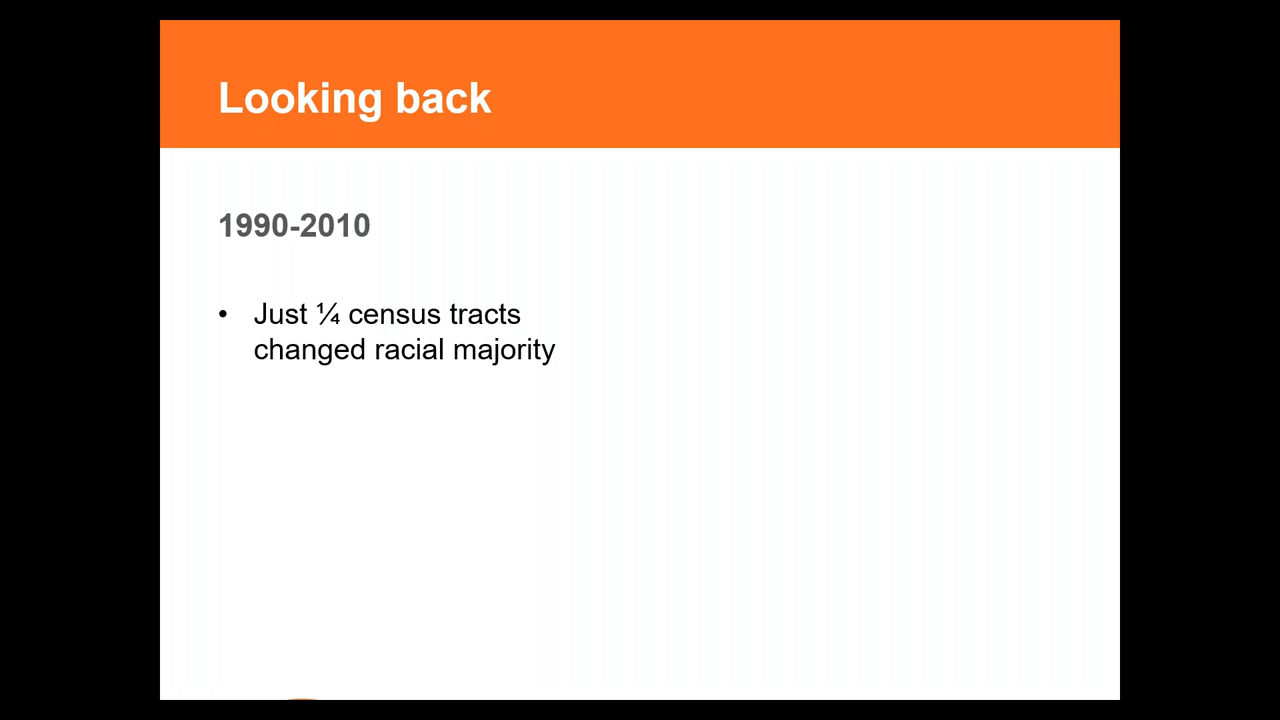 Looking back
1990-2010
• Just ¼ census tracts
changed racial majority